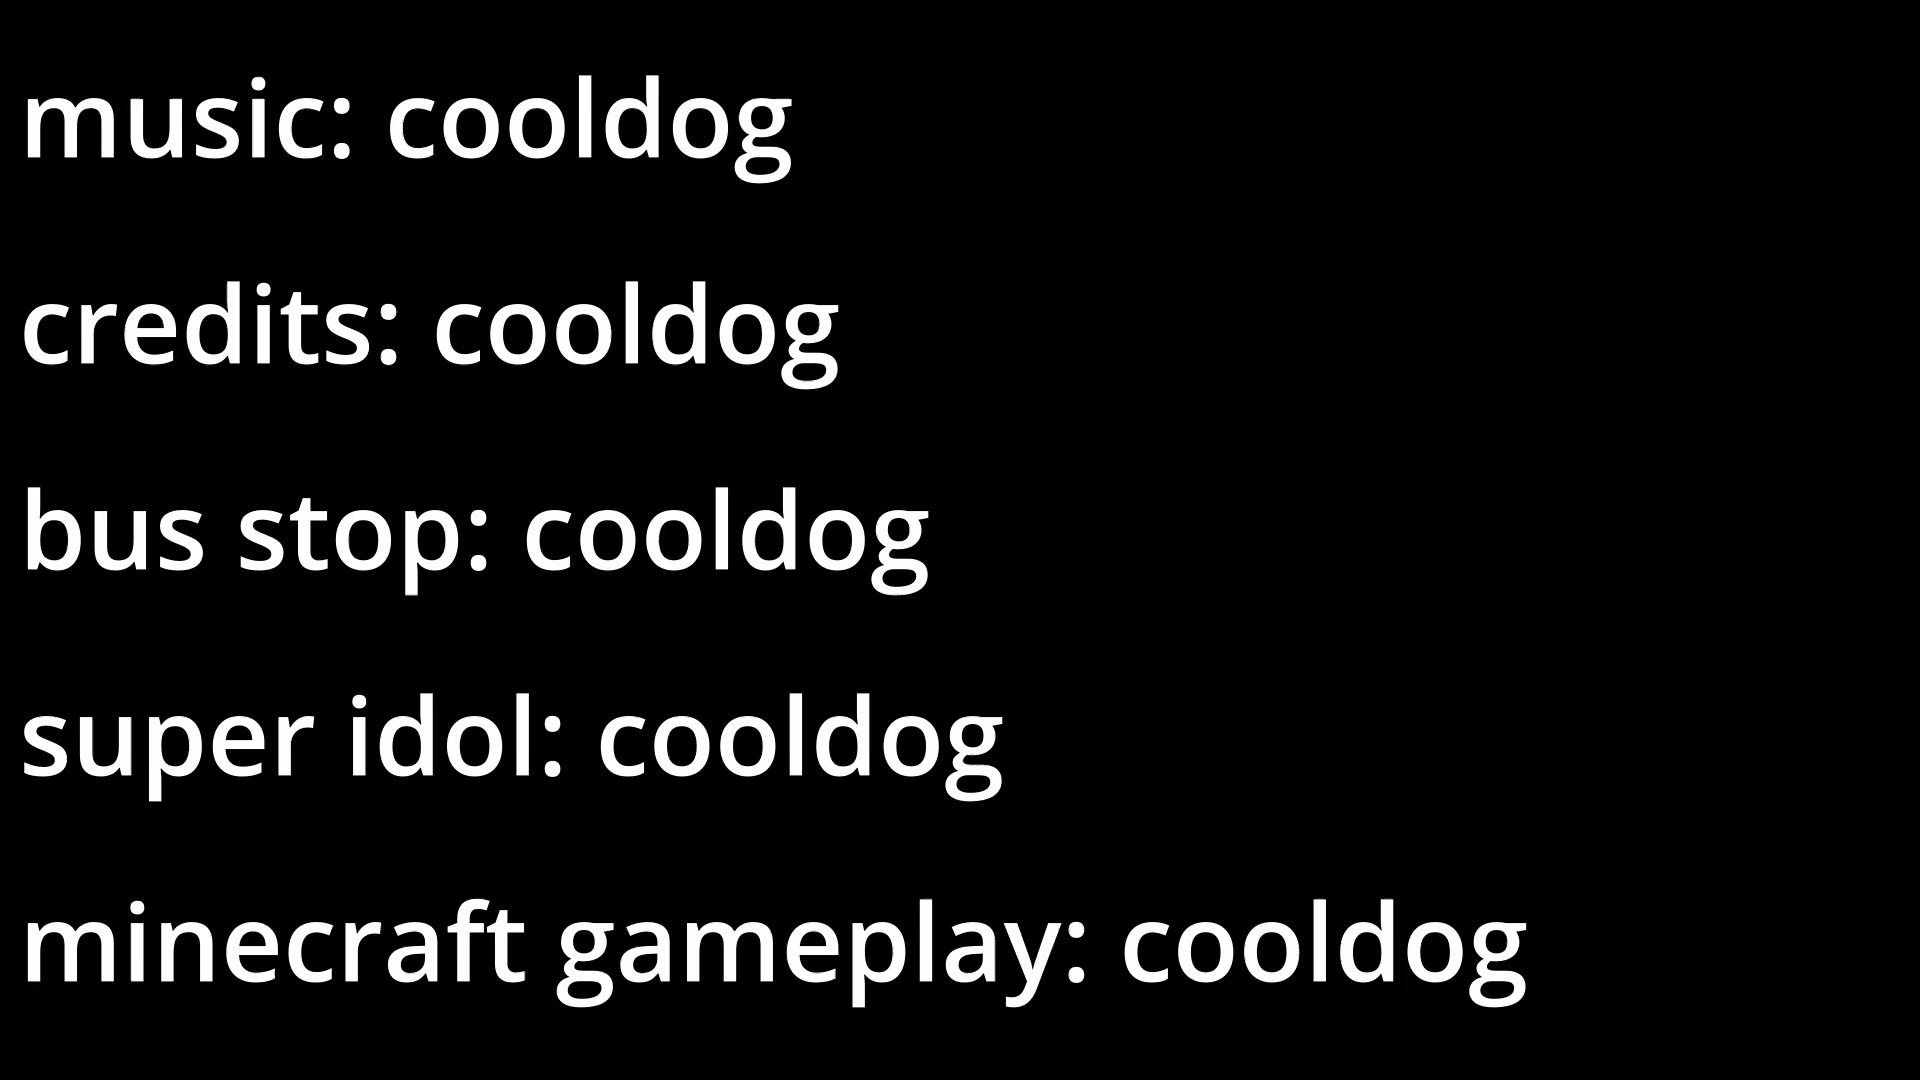 music: cooldog
credits: cooldog
bus stop: cooldog
super idol: cooldog
minecraft gameplay: cooldog